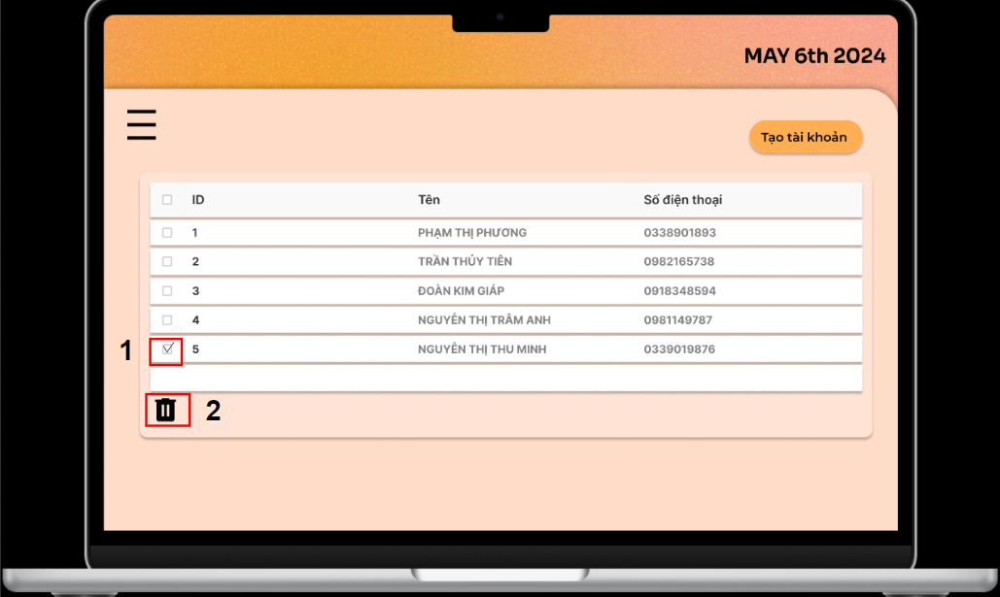 MAY 6th 2024
Tạo tài khoản
ID Tên Số điện thoại
1 PHẠM THỊ PHƯƠNG 0338901893
2 TRẦN THỦY TIÊN 0982165738
3 ĐOÀN KIM GIÁP 0918348594
4 NGUYỄN THỊ TRÂM ANH 0981149787
1 5 NGUYỄN THỊ THU MINH 0339019876
2